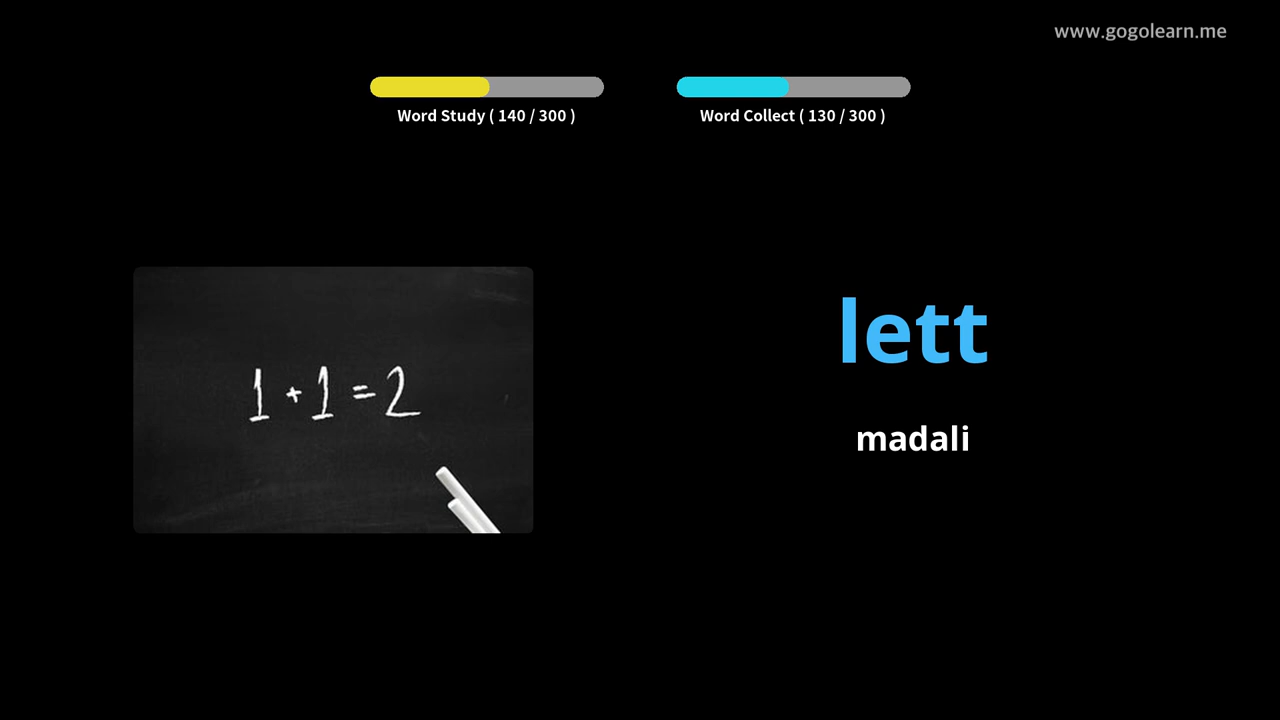 www.gogolearn.me
Word Study ( 140 / 300 )
Word Collect ( 130 / 300 )
1 + 1 = 2
lett
madali